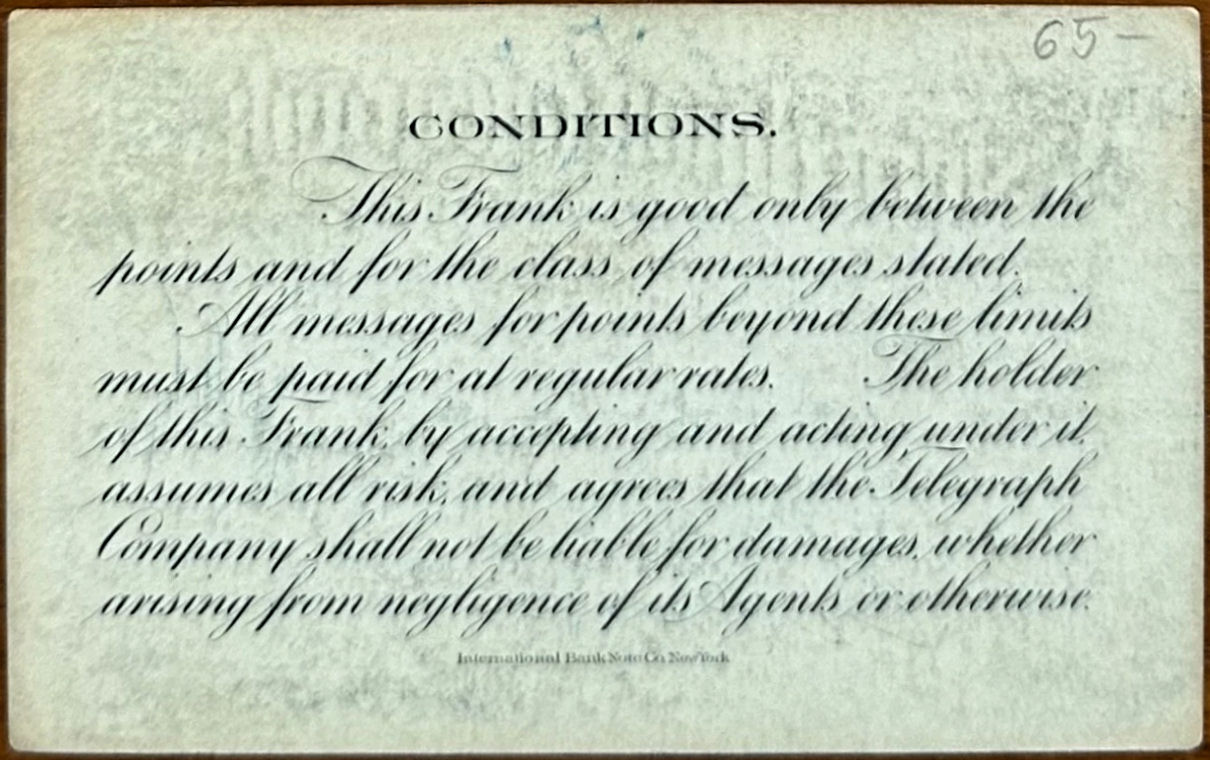 65-
CONDITIONS.
This Frank is good only between the
points and for the class of messages stated.
All messages for points beyond these limits
must be paid for at regular rates. The holder
of this Frank, by accepting and acting under it,
assumes all risk, and agrees that the Telegraph
Company shall not be liable for damages, whether
arising from negligence of its Agents or otherwise.
International Bank Note Co. New York